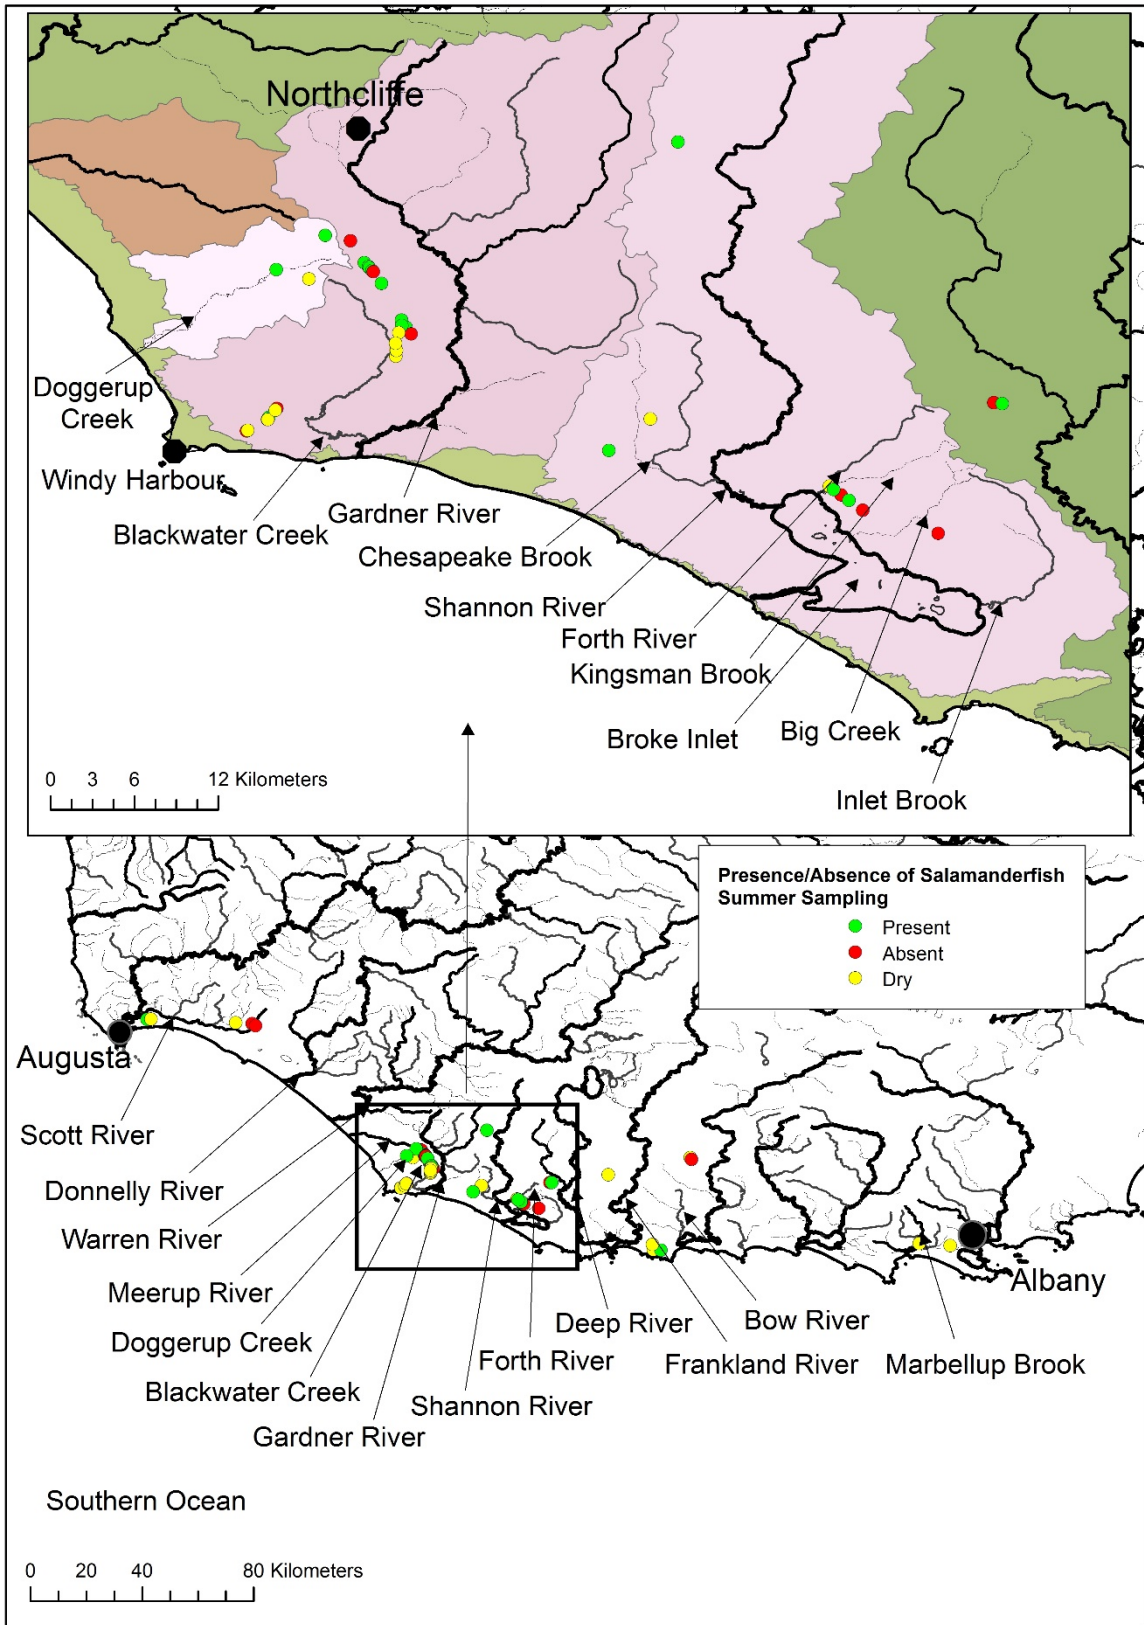 Northcliffe
Doggerup
Creek
Windy Harbour
Blackwater Creek
Gardner River
Chesapeake Brook
Shannon River
Forth River
Kingsman Brook
Broke Inlet
Big Creek
Inlet Brook
0 3 6 12 Kilometers
Presence/Absence of Salamanderfish
Summer Sampling
Present
Absent
Dry
Augusta
Scott River
Donnelly River
Warren River
Meerup River
Doggerup Creek
Blackwater Creek
Gardner River
Shannon River
Forth River
Deep River
Frankland River
Bow River
Marbellup Brook
Albany
Southern Ocean
0 20 40 80 Kilometers